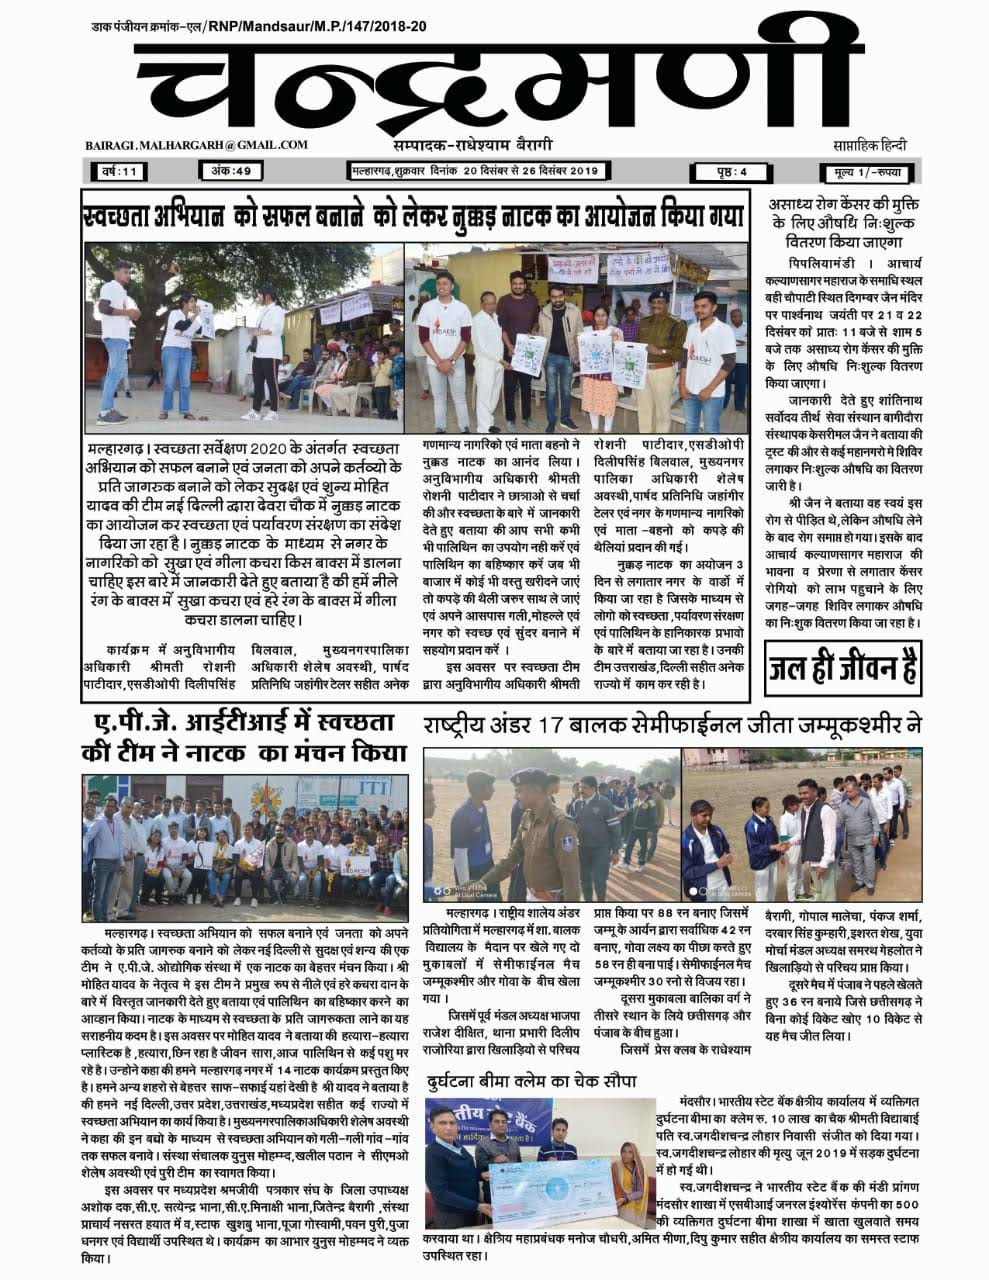 डाक पंजीयन क्रमांक-एल/RNP/Mandsaur/M.P./147/2018-20
चन्द्रमणी
BAIRAGI.MALHARGARH@GMAIL.COM
सम्पादक-राधेश्याम बैरागी
साप्ताहिक हिन्दी
वर्ष:11
अंक:49
मल्हारगढ़,शुक्रवार दिनांक 20 दिसंबर से 26 दिसंबर 2019
पृष्ठ:4
मूल्य 1/-रुपया
स्वच्छता अभियान को सफल बनाने को लेकर नुक्कड़ नाटक का आयोजन किया गया
मल्हारगढ़। स्वच्छता सर्वेक्षण 2020 के अंतर्गत स्वच्छता
अभियान को सफल बनाने एवं जनता को अपने कर्तव्यो के
प्रति जागरुक बनाने को लेकर सुदक्ष एवं शुन्य मोहित
यादव की टीम नई दिल्ली द्वारा देवरा चौक में नुक्कड़ नाटक
का आयोजन कर स्वच्छता एवं पर्यावरण संरक्षण का संदेश
दिया जा रहा है। नुक्कड़ नाटक के माध्यम से नगर के
नागरिको को सुखा एवं गीला कचरा किस बाक्स में डालना
चाहिए इस बारे में जानकारी देते हुए बताया है की हमें नीले
रंग के बाक्स में सुखा कचरा एवं हरे रंग के बाक्स में गीला
कचरा डालना चाहिए।
कार्यक्रम में अनुविभागीय
अधिकारी श्रीमती रोशनी
पाटीदार,एसडीओपी दिलीपसिंह
बिलवाल, मुख्यनगरपालिका
अधिकारी शेलेष अवस्थी, पार्षद
प्रतिनिधि जहांगीर टेलर सहीत अनेक
गणमान्य नागरिको एवं माता बहनो ने
नुक्कड नाटक का आनंद लिया।
अनुविभागीय अधिकारी श्रीमती
रोशनी पाटीदार ने छात्राओ से चर्चा
की और स्वच्छता के बारे में जानकारी
देते हुए बताया की आप सभी कभी
भी पालिथिन का उपयोग नही करें एवं
पालिथिन का बहिष्कार करें जब भी
बाजार में कोई भी वस्तु खरीदने जाएं
तो कपड़े की थैली जरुर साथ ले जाएं
एवं अपने आसपास गली,मोहल्ले एवं
नगर को स्वच्छ एवं सुंदर बनाने में
सहयोग प्रदान करें ।
इस अवसर पर स्वच्छता टीम
द्वारा अनुविभागीय अधिकारी श्रीमती
रोशनी पाटीदार,एसडीओपी
दिलीपसिंह बिलवाल, मुख्यनगर
पालिका अधिकारी शेलेष
अवस्थी,पार्षद प्रतिनिधि जहांगीर
टेलर एवं नगर के गणमान्य नागरिको
एवं माता -बहनो को कपड़े की
थैलियां प्रदान की गई।
नुक्कड़ नाटक का अयोजन 3
दिन से लगातार नगर के वार्डो में
किया जा रहा है जिसके माध्यम से
लोगो को स्वच्छता ,पर्यावरण संरक्षण
एवं पालिथिन के हानिकारक प्रभावो
के बारे में बताया जा रहा है। उनकी
टीम उत्तराखंड,दिल्ली सहीत अनेक
राज्यो में काम कर रही है।
असाध्य रोग केंसर की मुक्ति
के लिए औषधि निःशुल्क
वितरण किया जाएगा
पिपलियामंडी । आचार्य
कल्याणसागर महाराज के समाधि स्थल
बही चौपाटी स्थित दिगम्बर जैन मंदिर
पर पार्श्वनाथ जयंती पर 21 व 22
दिसंबर को प्रातः 11 बजे से शाम 5
बजे तक असाध्य रोग केंसर की मुक्ति
के लिए औषधि निःशुल्क वितरण
किया जाएगा।
जानकारी देते हुए शांतिनाथ
सर्वोदय तीर्थ सेवा संस्थान बागीदौरा
संस्थापक केसरीमल जैन ने बताया की
ट्रस्ट की और से कई महानगरो मे शिविर
लगाकर निःशुल्क औषधि का वितरण
जारी है।
श्री जैन ने बताया वह स्वयं इस
रोग से पीड़ित थे,लेकिन औषधि लेने
के बाद रोग समाप्त हो गया। इसके बाद
आचार्य कल्याणसागर महाराज की
भावना व प्रेरणा से लगातार केंसर
रोगियो को लाभ पहुचाने के लिए
जगह-जगह शिविर लगाकर औषधि
का निःशुक वितरण किया जा रहा है।
जल ही जीवन है
ए.पी.जे. आईटीआई में स्वच्छता
की टीम ने नाटक का मंचन किया
ITI
मल्हारगढ़। स्वच्छता अभियान को सफल बनाने एवं जनता को अपने
कर्तव्यो के प्रति जागरुक बनाने को लेकर नई दिल्ली से सुदक्ष एवं शन्य की एक
टीम ने ए.पी.जे. ओद्योगिक संस्था में एक नाटक का बेहत्तर मंचन किया। श्री
मोहित यादव के नेतृत्व मे इस टीम ने प्रमुख रुप से नीले एवं हरे कचरा दान के
बारे में विस्तृत जानकारी देते हुए बताया एवं पालिथिन का बहिष्कार करने का
आव्हान किया। नाटक के माध्यम से स्वच्छता के प्रति जागरुकता लाने का यह
सराहनीय कदम है। इस अवसर पर मोहित यादव ने बताया की हत्यारा-हत्यारा
प्लास्टिक है ,हत्यारा,छिन रहा है जीवन सारा,आज पालिथिन से कई पशु मर
रहे है। उन्होने कहा की हमने मल्हारगढ़ नगर में 14 नाटक कार्यक्रम प्रस्तुत किए
है। हमने अन्य शहरो से बेहत्तर साफ-सफाई यहां देखी है श्री यादव ने बताया है
की हमने नई दिल्ली,उत्तर प्रदेश,उत्तराखंड,मध्यप्रदेश सहीत कई राज्यो में
स्वच्छता अभियान का कार्य किया है। मुख्यनगरपालिकाअधिकारी शेलेष अवस्थी
ने कहा की इन बच्चो के माध्यम से स्वच्छता अभियान को गली-गली गांव-गांव
तक सफल बनावे। संस्था संचालक युनुस मोहम्म्द,खलील पठान ने सीएमओ
शेलेष अवस्थी एवं पुरी टीम का स्वागत किया।
इस अवसर पर मध्यप्रदेश श्रमजीवी पत्रकार संघ के जिला उपाध्यक्ष
अशोक दक,सी.ए. सत्येन्द्र भाना,सी.ए.मिनाक्षी भाना,जितेन्द्र बैरागी ,संस्था
प्राचार्य नसरत हयात में व,स्टाफ खुशबु भाना,पूजा गोस्वामी,पवन पुरी,पुजा
धनगर एवं विद्यार्थी उपस्थित थे। कार्यक्रम का आभार युनुस मोहम्मद ने व्यक्त
किया।
राष्ट्रीय अंडर 17 बालक सेमीफाईनल जीता जम्मूकश्मीर ने
मल्हारगढ़। राष्ट्रीय शालेय अंडर
प्रतियोगिता में मल्हारगढ़ में शा. बालक
विद्यालय के मैदान पर खेले गए दो
मुकाबलों में सेमीफाईनल मैच
जम्मूकश्मीर और गोवा के बीच खेला
गया ।
जिसमें पूर्व मंडल अध्यक्ष भाजपा
राजेश दीक्षित, थाना प्रभारी दिलीप
राजोरिया द्वारा खिलाड़ियो से परिचय
प्राप्त किया पर 88 रन बनाए जिसमें
जम्मू के आर्यन द्वारा सर्वाधिक 42 रन
बनाए, गोवा लक्ष्य का पीछा करते हुए
58 रन ही बना पाई। सेमीफाईनल मैच
जम्मूकश्मीर 30 रनो से विजय रहा।
दूसरा मुकाबला बालिका वर्ग ने
तीसरे स्थान के लिये छत्तीसगढ़ और
पंजाब के बीच हुआ।
जिसमें प्रेस क्लब के राधेश्याम
बैरागी, गोपाल मालेचा, पंकज शर्मा,
दरबार सिंह कुम्हारी,इशरत शेख, युवा
मोर्चा मंडल अध्यक्ष समरथ गेहलोत ने
खिलाड़ियो से परिचय प्राप्त किया।
दूसरे मैच में पंजाब ने पहले खेलते
हुए 36 रन बनाये जिसे छत्तीसगढ़ ने
बिना कोई विकेट खोए 10 विकेट से
यह मैच जीत लिया।
दुर्घटना बीमा क्लेम का चेक सौपा
मंदसौर। भारतीय स्टेट बेंक क्षैत्रीय कार्यालय में व्यक्तिगत
दुर्घटना बीमा का क्लेम रु. 10 लाख का चैक श्रीमती विद्याबाई
पति स्व.जगदीशचन्द्र लौहार निवासी संजीत को दिया गया।
स्व.जगदीशचन्द्र लोहार की मृत्यु जून 2019 में सड़क दुर्घटना
में हो गई थी।
स्व.जगदीशचन्द्र ने भारतीय स्टेट बैंक की मंडी प्रांगण
मंदसौर शाखा में एसबीआई जनरल इंश्योरेंस कंपनी का 500
की व्यक्तिगत दुर्घटना बीमा शाखा में खाता खुलवाते समय
करवाया था। क्षेत्रिय महाप्रबंधक मनोज चौधरी,अमित मीणा,दिपु कुमार सहीत क्षेत्रीय कार्यालय का समस्त स्टाफ
उपस्थित रहा।